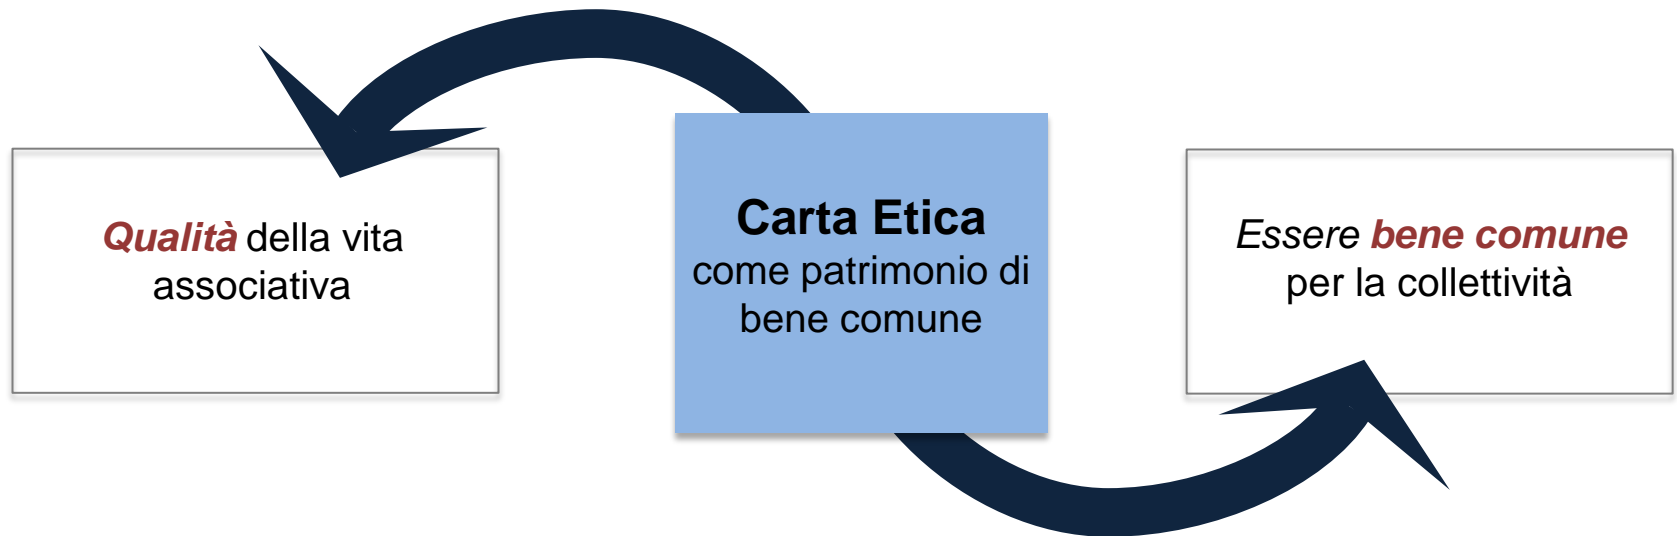 Qualità della vita
associativa
Carta Etica
come patrimonio di
bene comune
Essere bene comune
per la collettività